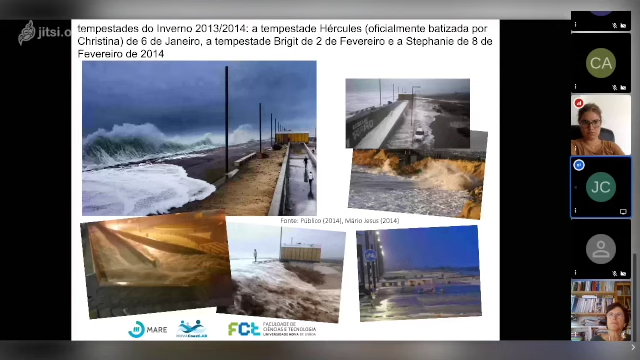 jitsi.o
tempestades do Inverno 2013/2014: a tempestade Hércules (oficialmente batizada por
Christina) de 6 de Janeiro, a tempestade Brigit de 2 de Fevereiro e a Stephanie de 8 de
Fevereiro de 2014
CA
JC
Fonte: Público (2014), Mário Jesus (2014)
MARE
FCT
FACULDADE DE
CIÊNCIAS E TECNOLOGIA
UNIVERSIDADE NOVA DE LISBOA